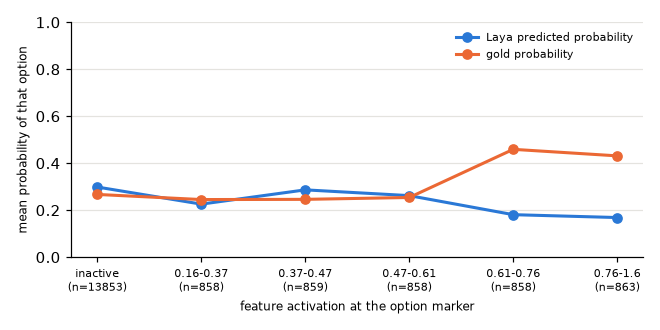 mean probability of that option
1.0
0.8
0.6
0.4
0.2
0.0
Laya predicted probability
gold probability
inactive
(n=13853)
0.16-0.37
(n=858)
0.37-0.47
(n=859)
0.47-0.61
(n=858)
0.61-0.76
(n=858)
0.76-1.6
(n=863)
feature activation at the option marker